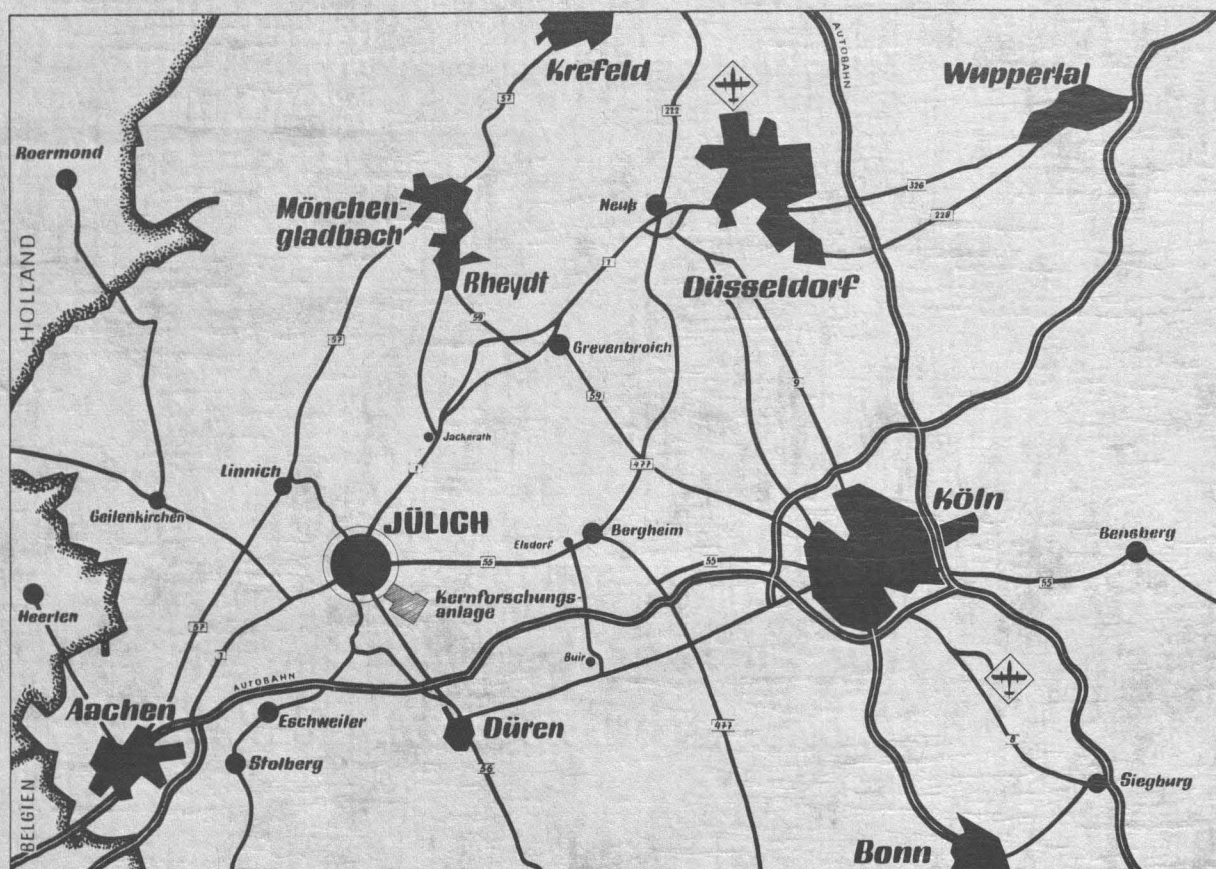 Krefeld
AUTOBAHN
Wuppertal
57
222
Roermond
326
Mönchen-
gladbach
Neuß
228
HOLLAND
1
Rheydt
Düsseldorf
59
57
Grevenbroich
9
59
Jackerath
1
477
Linnich
Geilenkirchen
JÜLICH
Köln
Elsdorf
Bergheim
Bensberg
55
55
55
Heerlen
Kernforschungs-
anlage
57
1
Buir
AUTOBAHN
Aachen
Eschweiler
Düren
477
8
Stolberg
56
Siegburg
BELGIEN
Bonn